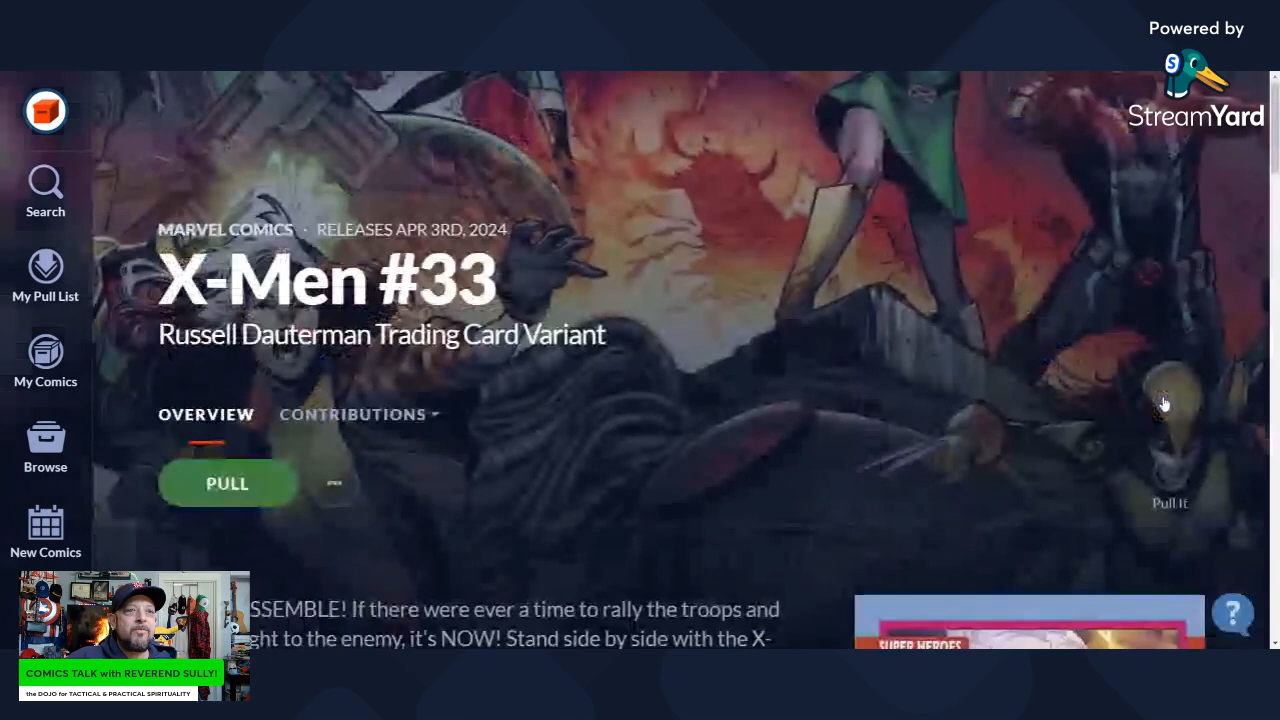 Powered by
S
StreamYard
Search
My Pull List
My Comics
Browse
New Comics
MARVEL COMICS · RELEASES APR 3RD, 2024
X-Men #33
Russell Dauterman Trading Card Variant
OVERVIEW CONTRIBUTIONS
PULL
Pull It
SSEMBLE! If there were ever a time to rally the troops and
ght to the enemy, it's NOW! Stand side by side with the X-
SUPER HEROES
?
COMICS TALK with REVEREND SULLY!
the DOJO for TACTICAL & PRACTICAL SPIRITUALITY